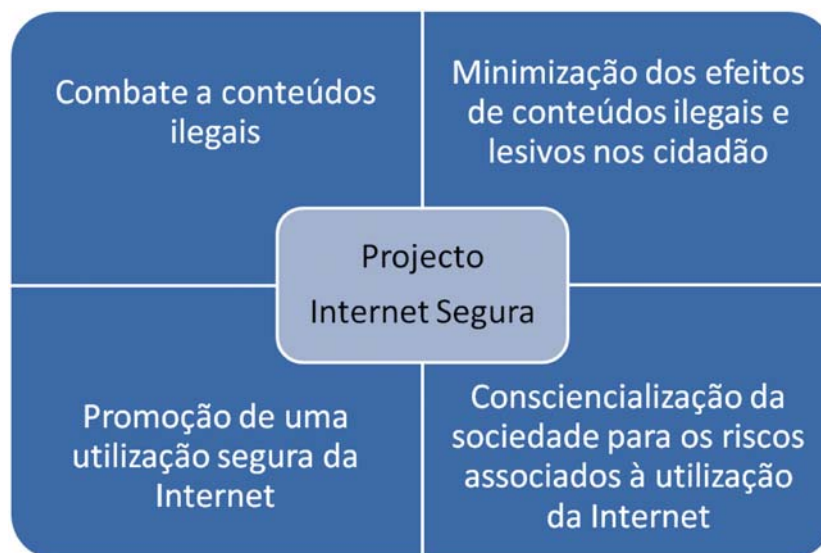 Combate a conteúdos
ilegais
Minimização dos efeitos
de conteúdos ilegais e
lesivos nos cidadão
Projecto
Internet Segura
Promoção de uma
utilização segura da
Internet
Consciencialização da
sociedade para os riscos
associados à utilização
da Internet